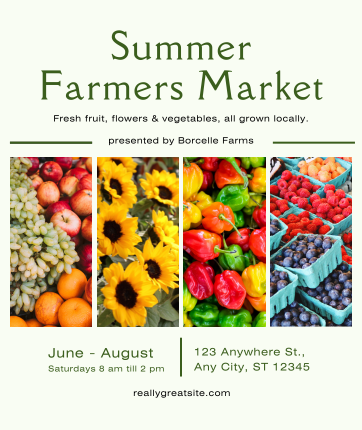 Summer
Farmers Market
Fresh fruit, flowers & vegetables, all grown locally.
presented by Borcelle Farms
June - August
Saturdays 8 am till 2 pm
123 Anywhere St.,
Any City, ST 12345
reallygreatsite.com